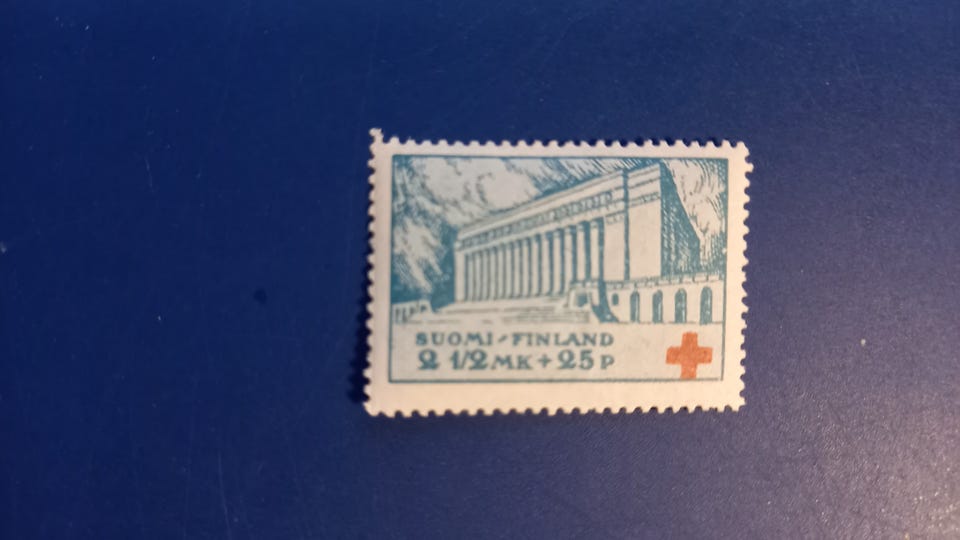 SUOMI-FINLAND
2 1/2 MK + 25 P